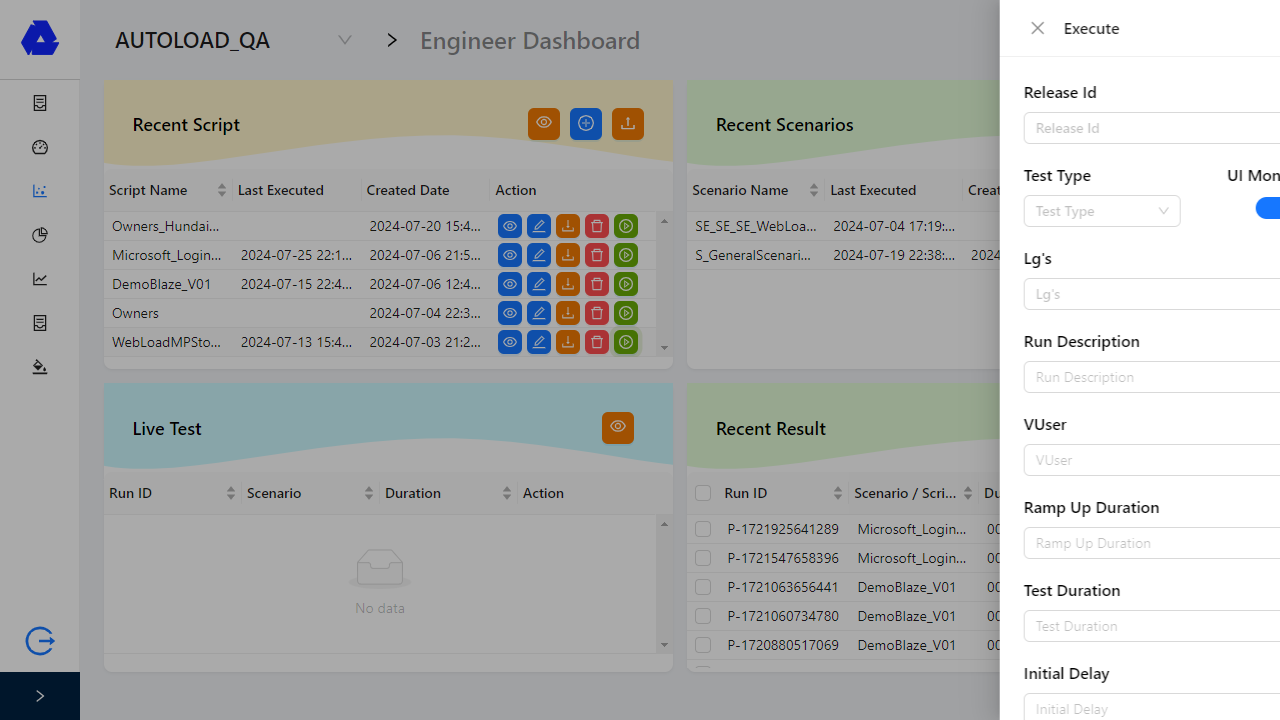 AUTOLOAD_QA
Engineer Dashboard
Recent Script
Script Name Last Executed Created Date Action
Owners_Hundai... 2024-07-20 15:4...
Microsoft_Login... 2024-07-25 22:1... 2024-07-06 21:5...
DemoBlaze_V01 2024-07-15 22:4... 2024-07-06 12:4...
Owners 2024-07-04 22:3...
WebLoadMPSto... 2024-07-13 15:4... 2024-07-03 21:2...
Recent Scenarios
Scenario Name Last Executed Creat
SE_SE_SE_WebLoa... 2024-07-04 17:19:...
S_GeneralScenari... 2024-07-19 22:38:... 2024
Live Test
Run ID Scenario Duration Action
No data
Recent Result
Run ID Scenario / Scri... Du
P-1721925641289 Microsoft_Login... 00
P-1721547658396 Microsoft_Login... 00
P-1721063656441 DemoBlaze_V01 00
P-1721060734780 DemoBlaze_V01 00
P-1720880517069 DemoBlaze_V01 00
Execute
Release Id
Release Id
Test Type UI Mon
Test Type
Lg's
Lg's
Run Description
Run Description
VUser
VUser
Ramp Up Duration
Ramp Up Duration
Test Duration
Test Duration
Initial Delay
Initial Delay